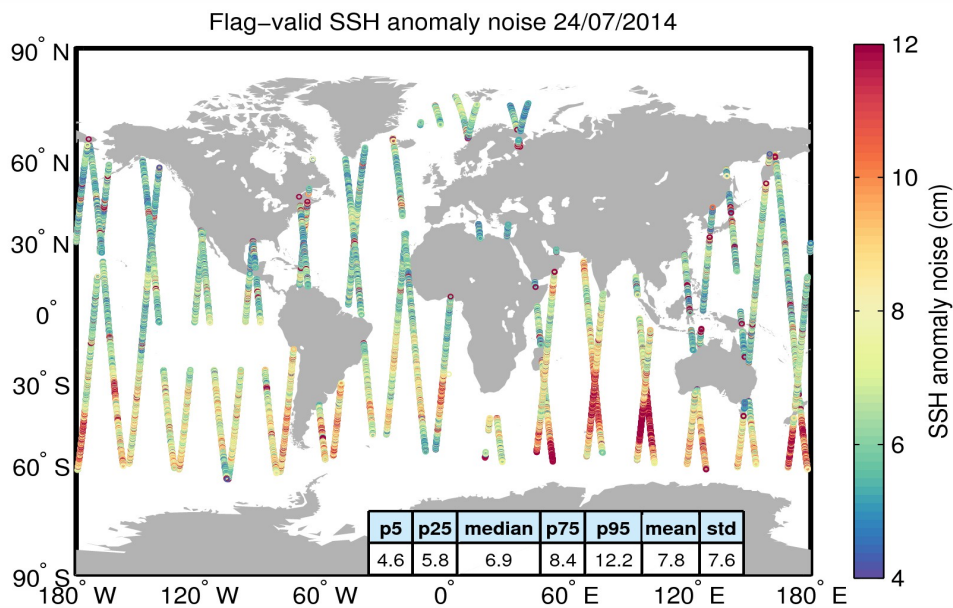 Flag−valid SSH anomaly noise 24/07/2014
90° N
60° N
30° N
0°
30° S
60° S
90° S
180° W 120° W 60° W 0° 60° E 120° E 180° E
p5 p25 median p75 p95 mean std
4.6 5.8 6.9 8.4 12.2 7.8 7.6
12
10
8
6
4
SSH anomaly noise (cm)